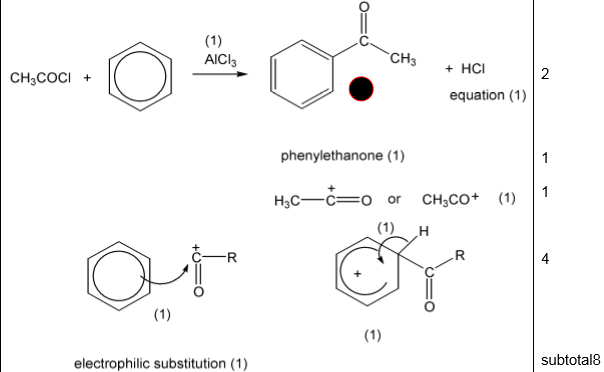 O
(1)
C
AlCl3
CH3
CH3COCl +
+ HCl
2
equation (1)
phenylethanone (1)
1
+
H3C—C=O or CH3CO+ (1)
1
(1)
H
+
C—R
R
4
+
C
O
O
(1)
(1)
electrophilic substitution (1)
subtotal8